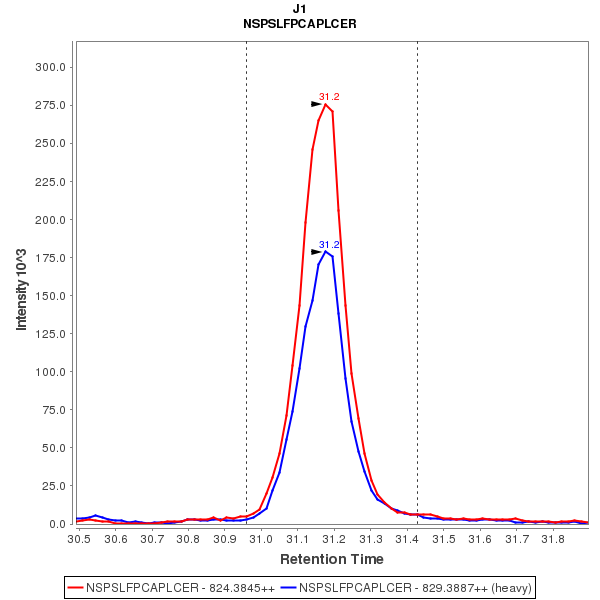 J1
NSPSLFPCAPLCER
300.0
275.0
250.0
225.0
200.0
175.0
150.0
125.0
100.0
75.0
50.0
25.0
0.0
Intensity 10^3
31.2
31.2
30.5 30.6 30.7 30.8 30.9 31.0 31.1 31.2 31.3 31.4 31.5 31.6 31.7 31.8
Retention Time
NSPSLFPCAPLCER - 824.3845++ NSPSLFPCAPLCER - 829.3887++ (heavy)